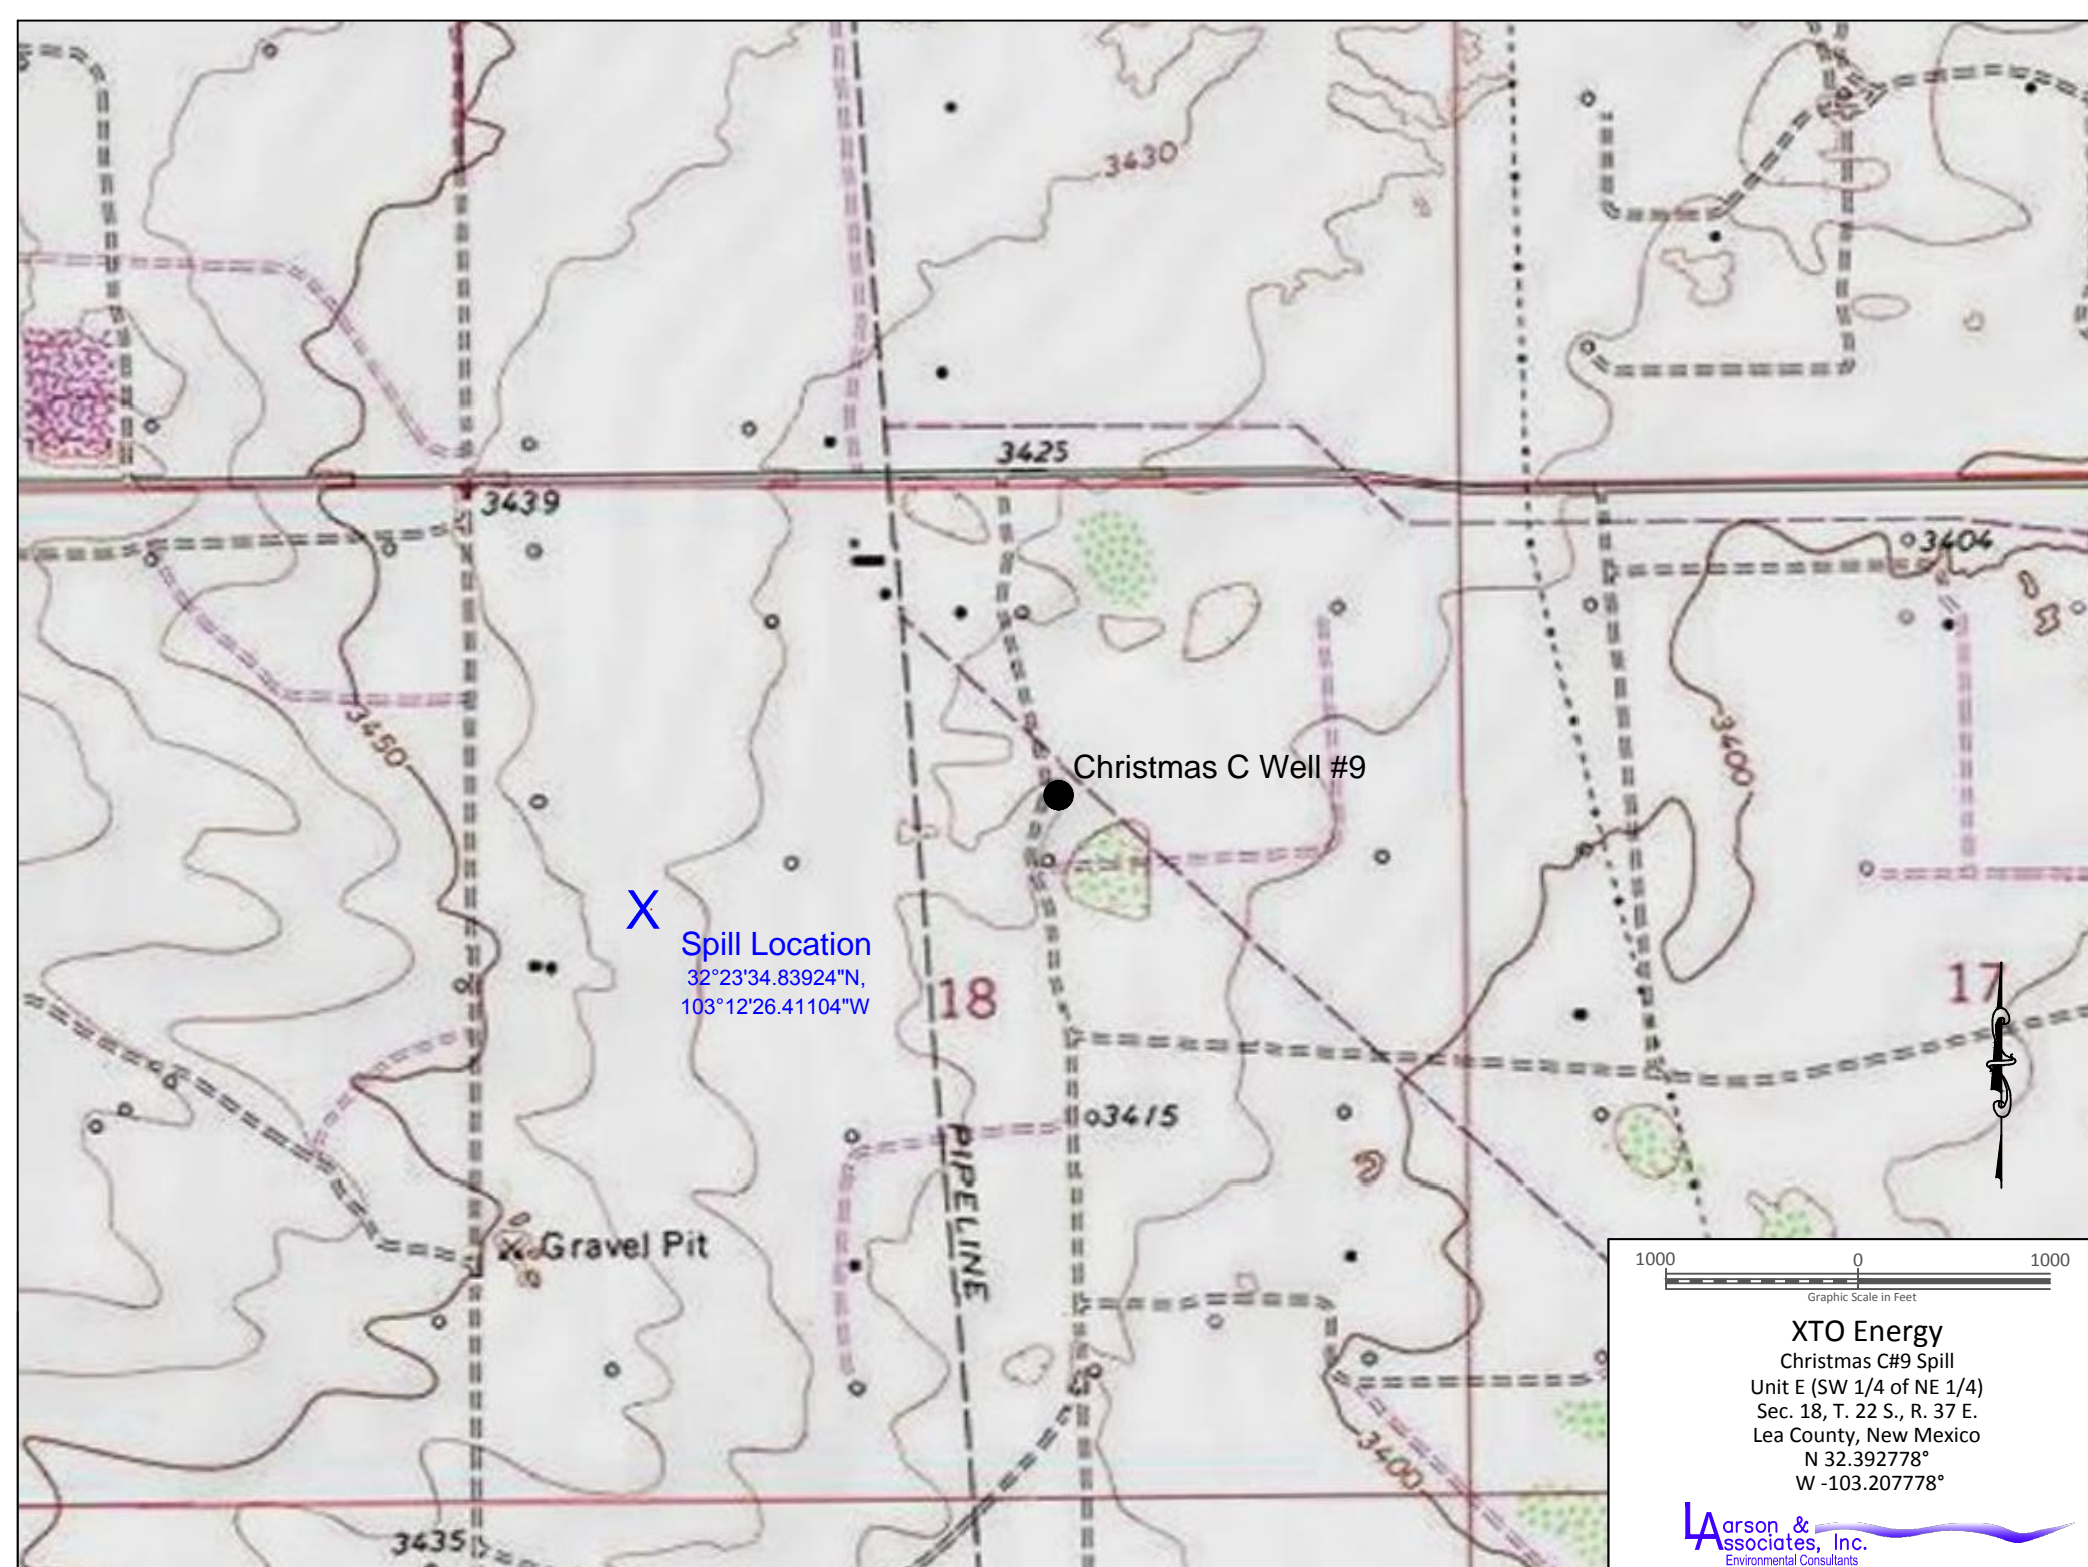 3430
3425
3439
3404
3450
3400
Christmas C Well #9
X
Spill Location
32°23'34.83924"N,
103°12'26.41104"W
18
17
3415
PIPELINE
Gravel Pit
3400
3435
1000 0 1000
Graphic Scale in Feet
XTO Energy
Christmas C#9 Spill
Unit E (SW 1/4 of NE 1/4)
Sec. 18, T. 22 S., R. 37 E.
Lea County, New Mexico
N 32.392778°
W -103.207778°
Larson &
Associates, Inc.
Environmental Consultants